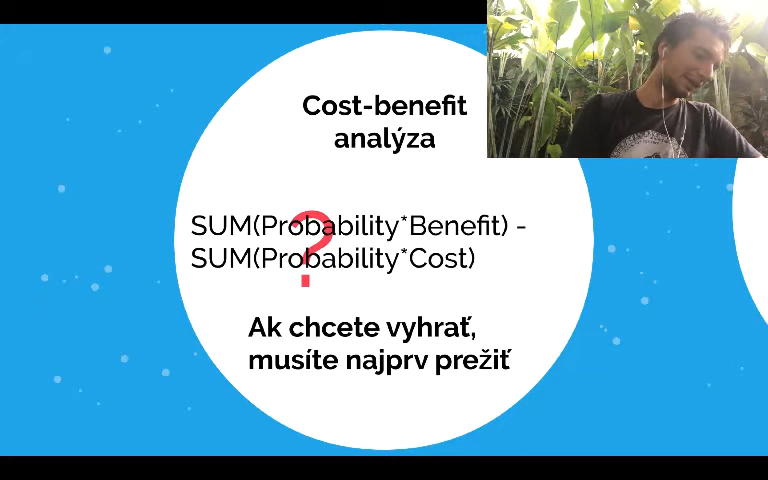 Cost-benefit
analýza
SUM(Probability*Benefit) -
SUM(Probability*Cost)
?
Ak chcete vyhrať,
musíte najprv prežiť